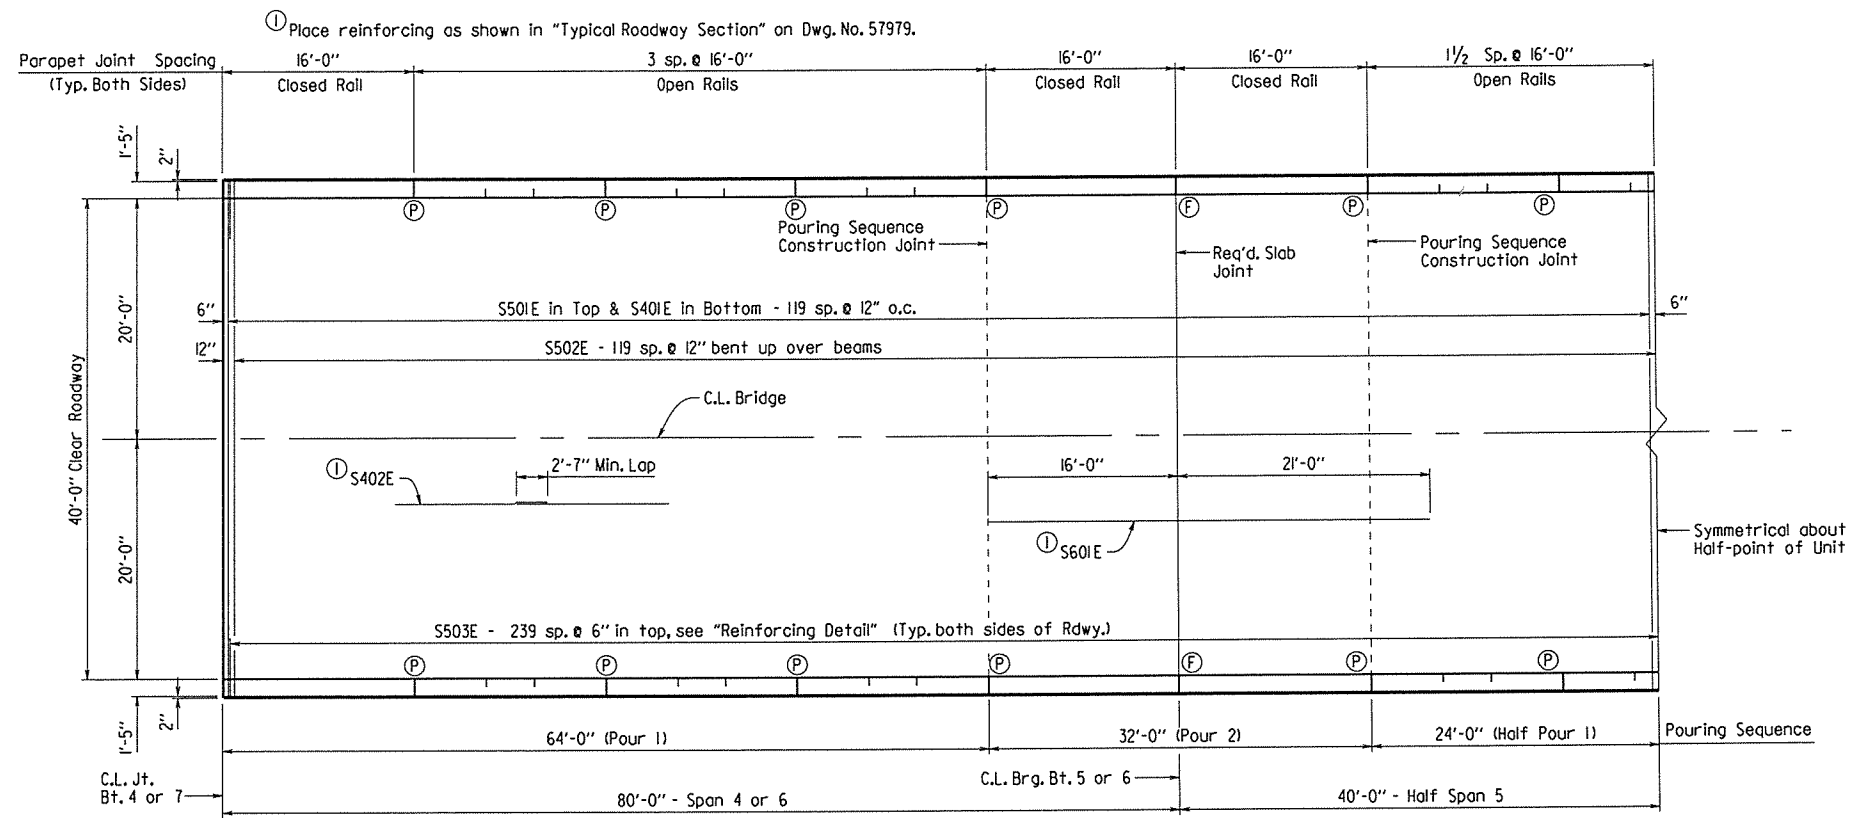 ① Place reinforcing as shown in "Typical Roadway Section" on Dwg. No. 57979.
Parapet Joint Spacing
(Typ. Both Sides)
16'-0"
Closed Rail
3 sp. @ 16'-0"
Open Rails
16'-0"
Closed Rail
16'-0"
Closed Rail
1½ Sp. @ 16'-0"
Open Rails
1'-5"
2"
P
P
P
P
F
P
P
Pouring Sequence
Construction Joint
Req'd. Slab
Joint
Pouring Sequence
Construction Joint
40'-0" Clear Roadway
20'-0"
6"
S501E in Top & S401E in Bottom - 119 sp. @ 12" o.c.
6"
12"
S502E - 119 sp. @ 12" bent up over beams
C.L. Bridge
① S402E
2'-7" Min. Lap
16'-0"
21'-0"
① S601E
Symmetrical about
Half-point of Unit
20'-0"
S503E - 239 sp. @ 6" in top, see "Reinforcing Detail" (Typ. both sides of Rdwy.)
P
P
P
P
F
P
P
1'-5"
2"
64'-0" (Pour 1)
32'-0" (Pour 2)
24'-0" (Half Pour 1)
Pouring Sequence
C.L. Jt.
Bt. 4 or 7
C.L. Brg. Bt. 5 or 6
80'-0" - Span 4 or 6
40'-0" - Half Span 5